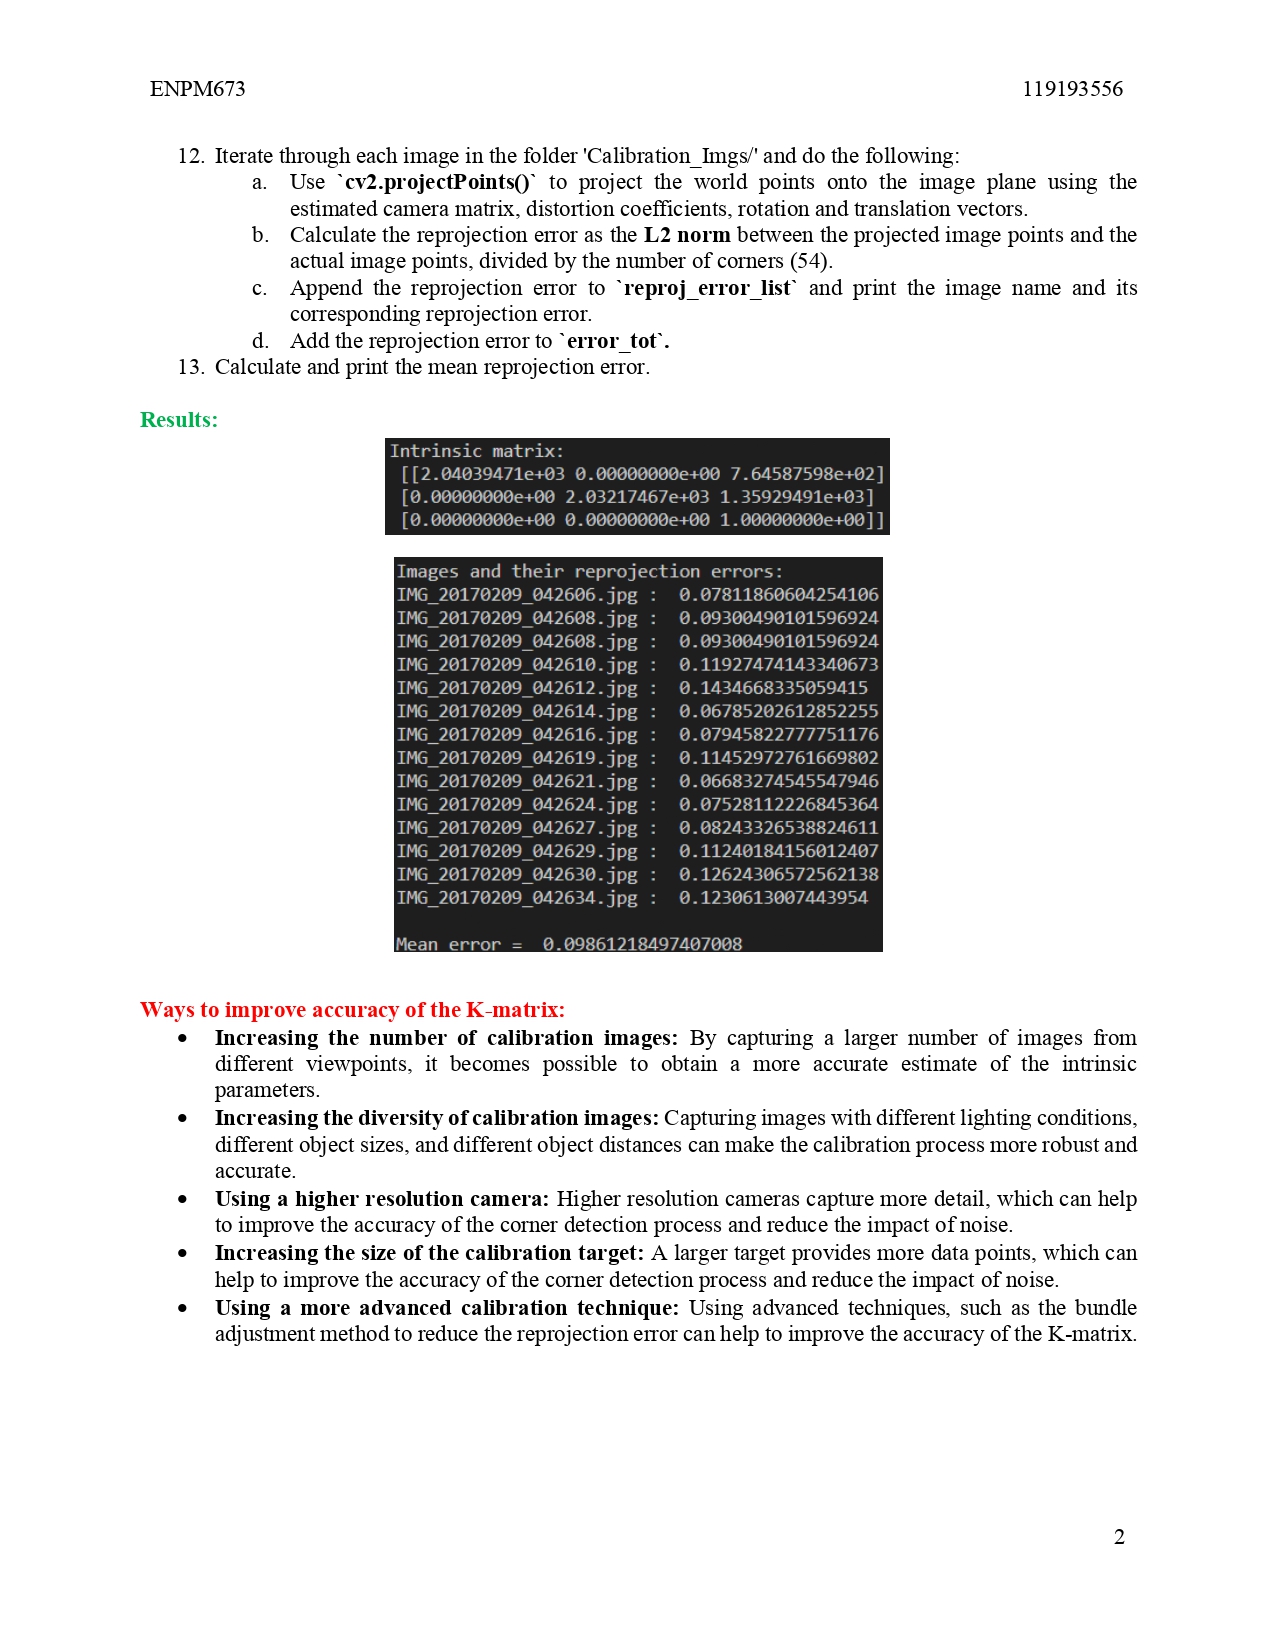 ENPM673 119193556
12. Iterate through each image in the folder 'Calibration_Imgs/' and do the following:
a. Use `cv2.projectPoints()` to project the world points onto the image plane using the
estimated camera matrix, distortion coefficients, rotation and translation vectors.
b. Calculate the reprojection error as the L2 norm between the projected image points and the
actual image points, divided by the number of corners (54).
c. Append the reprojection error to `reproj_error_list` and print the image name and its
corresponding reprojection error.
d. Add the reprojection error to `error_tot`.
13. Calculate and print the mean reprojection error.
Results:
Intrinsic matrix:
[[2.04039471e+03 0.00000000e+00 7.64587598e+02]
[0.00000000e+00 2.03217467e+03 1.35929491e+03]
[0.00000000e+00 0.00000000e+00 1.00000000e+00]]
Images and their reprojection errors:
IMG_20170209_042606.jpg : 0.07811860604254106
IMG_20170209_042608.jpg : 0.09300490101596924
IMG_20170209_042608.jpg : 0.09300490101596924
IMG_20170209_042610.jpg : 0.11927474143340673
IMG_20170209_042612.jpg : 0.1434668335059415
IMG_20170209_042614.jpg : 0.06785202612852255
IMG_20170209_042616.jpg : 0.07945822777751176
IMG_20170209_042619.jpg : 0.11452972761669802
IMG_20170209_042621.jpg : 0.06683274545547946
IMG_20170209_042624.jpg : 0.07528112226845364
IMG_20170209_042627.jpg : 0.08243326538824611
IMG_20170209_042629.jpg : 0.11240184156012407
IMG_20170209_042630.jpg : 0.12624306572562138
IMG_20170209_042634.jpg : 0.1230613007443954
Mean error = 0.09861218497407008
Ways to improve accuracy of the K-matrix:
• Increasing the number of calibration images: By capturing a larger number of images from
different viewpoints, it becomes possible to obtain a more accurate estimate of the intrinsic
parameters.
• Increasing the diversity of calibration images: Capturing images with different lighting conditions,
different object sizes, and different object distances can make the calibration process more robust and
accurate.
• Using a higher resolution camera: Higher resolution cameras capture more detail, which can help
to improve the accuracy of the corner detection process and reduce the impact of noise.
• Increasing the size of the calibration target: A larger target provides more data points, which can
help to improve the accuracy of the corner detection process and reduce the impact of noise.
• Using a more advanced calibration technique: Using advanced techniques, such as the bundle
adjustment method to reduce the reprojection error can help to improve the accuracy of the K-matrix.
2